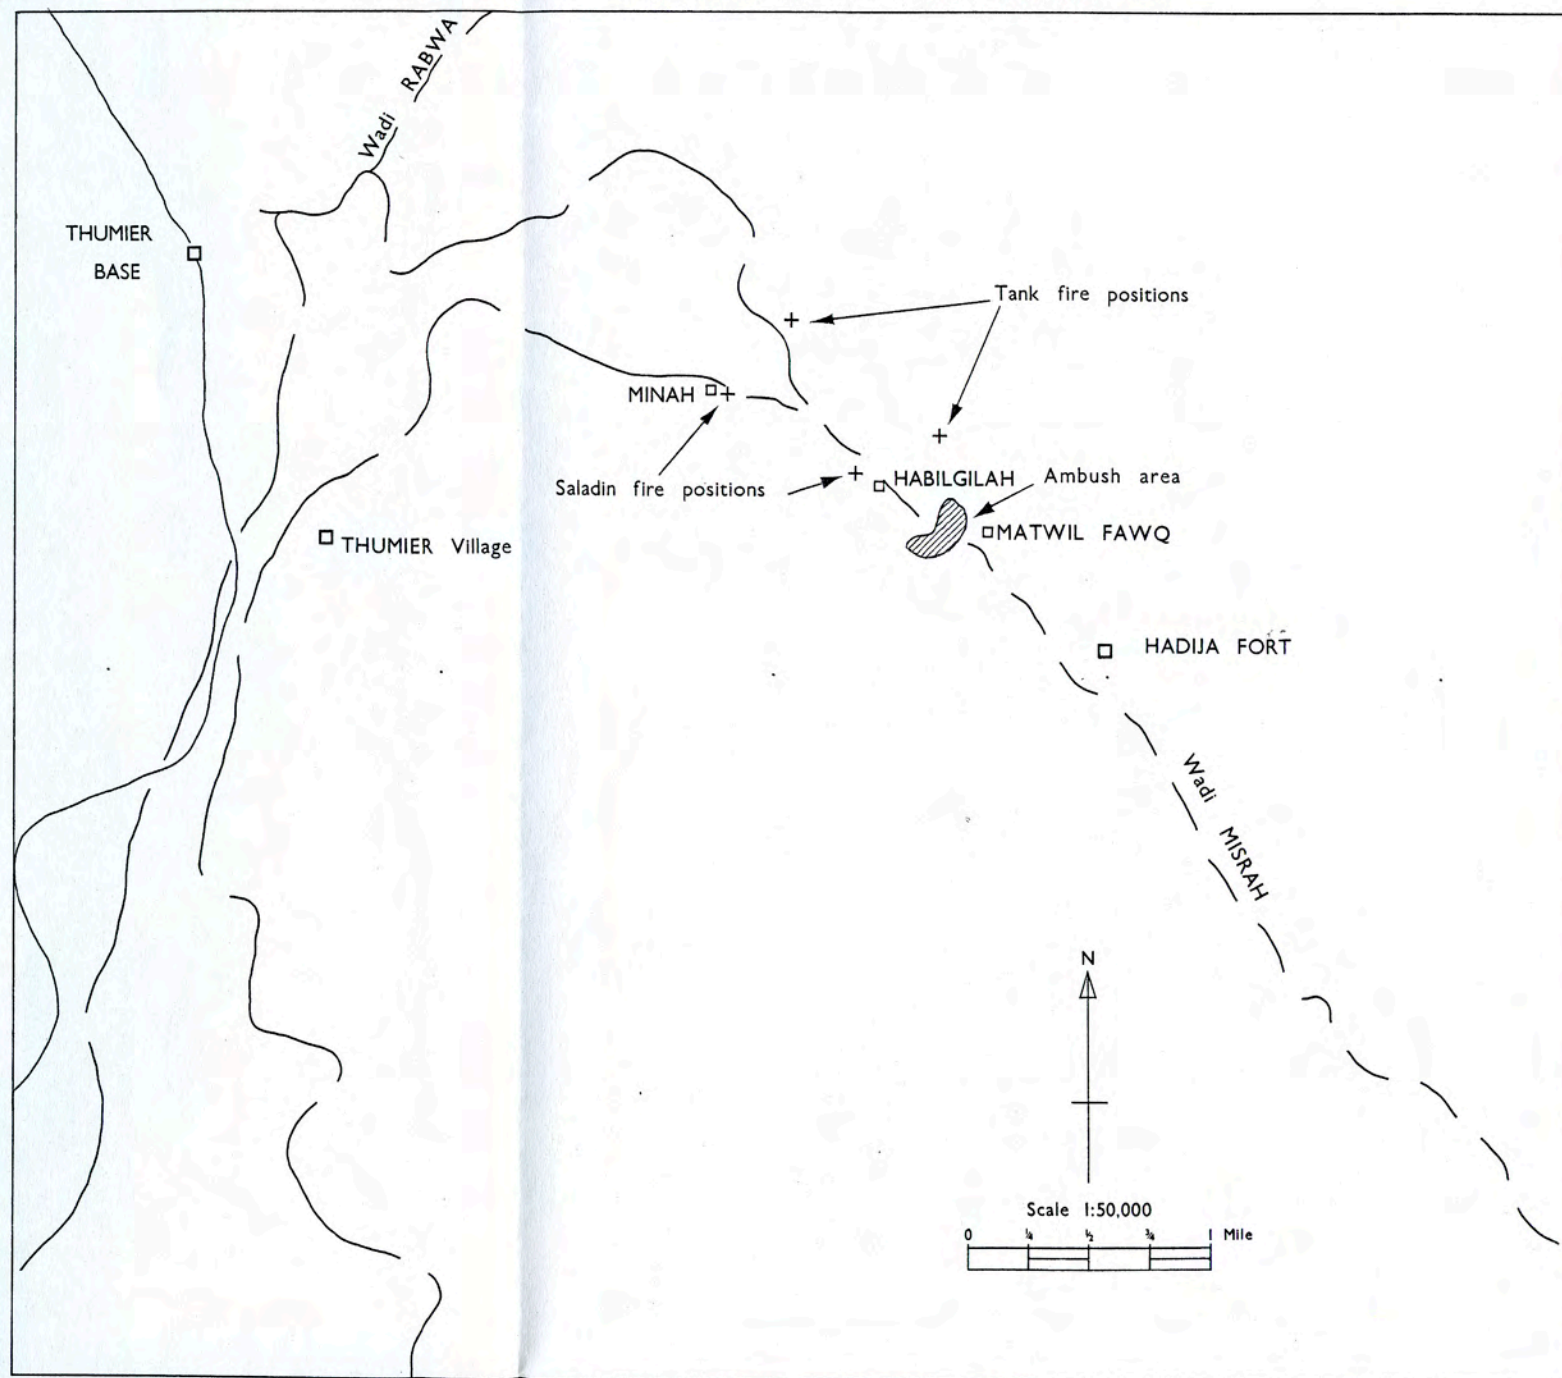 Wadi RABWA
THUMIER
BASE
Tank fire positions
MINAH
Saladin fire positions
HABILGILAH
Ambush area
MATWIL FAWQ
THUMIER Village
HADIJA FORT
Wadi MISRAH
N
Scale 1:50,000
0 ¼ ½ ¾ 1 Mile